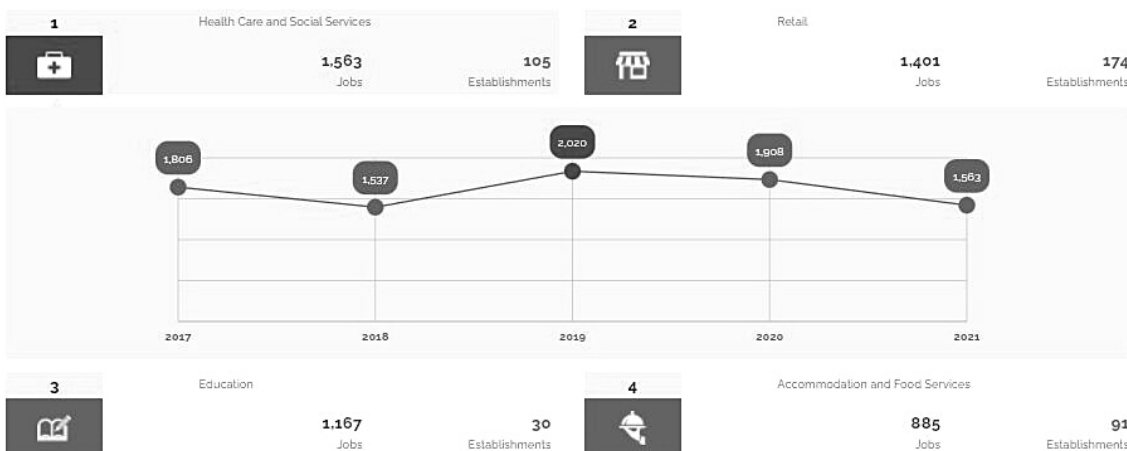 1
Health Care and Social Services
1,563
Jobs
105
Establishments
2
Retail
1,401
Jobs
174
Establishments
1,806
1,537
2,020
1,908
1,563
2017
2018
2019
2020
2021
3
Education
1,167
Jobs
30
Establishments
4
Accommodation and Food Services
885
Jobs
91
Establishments